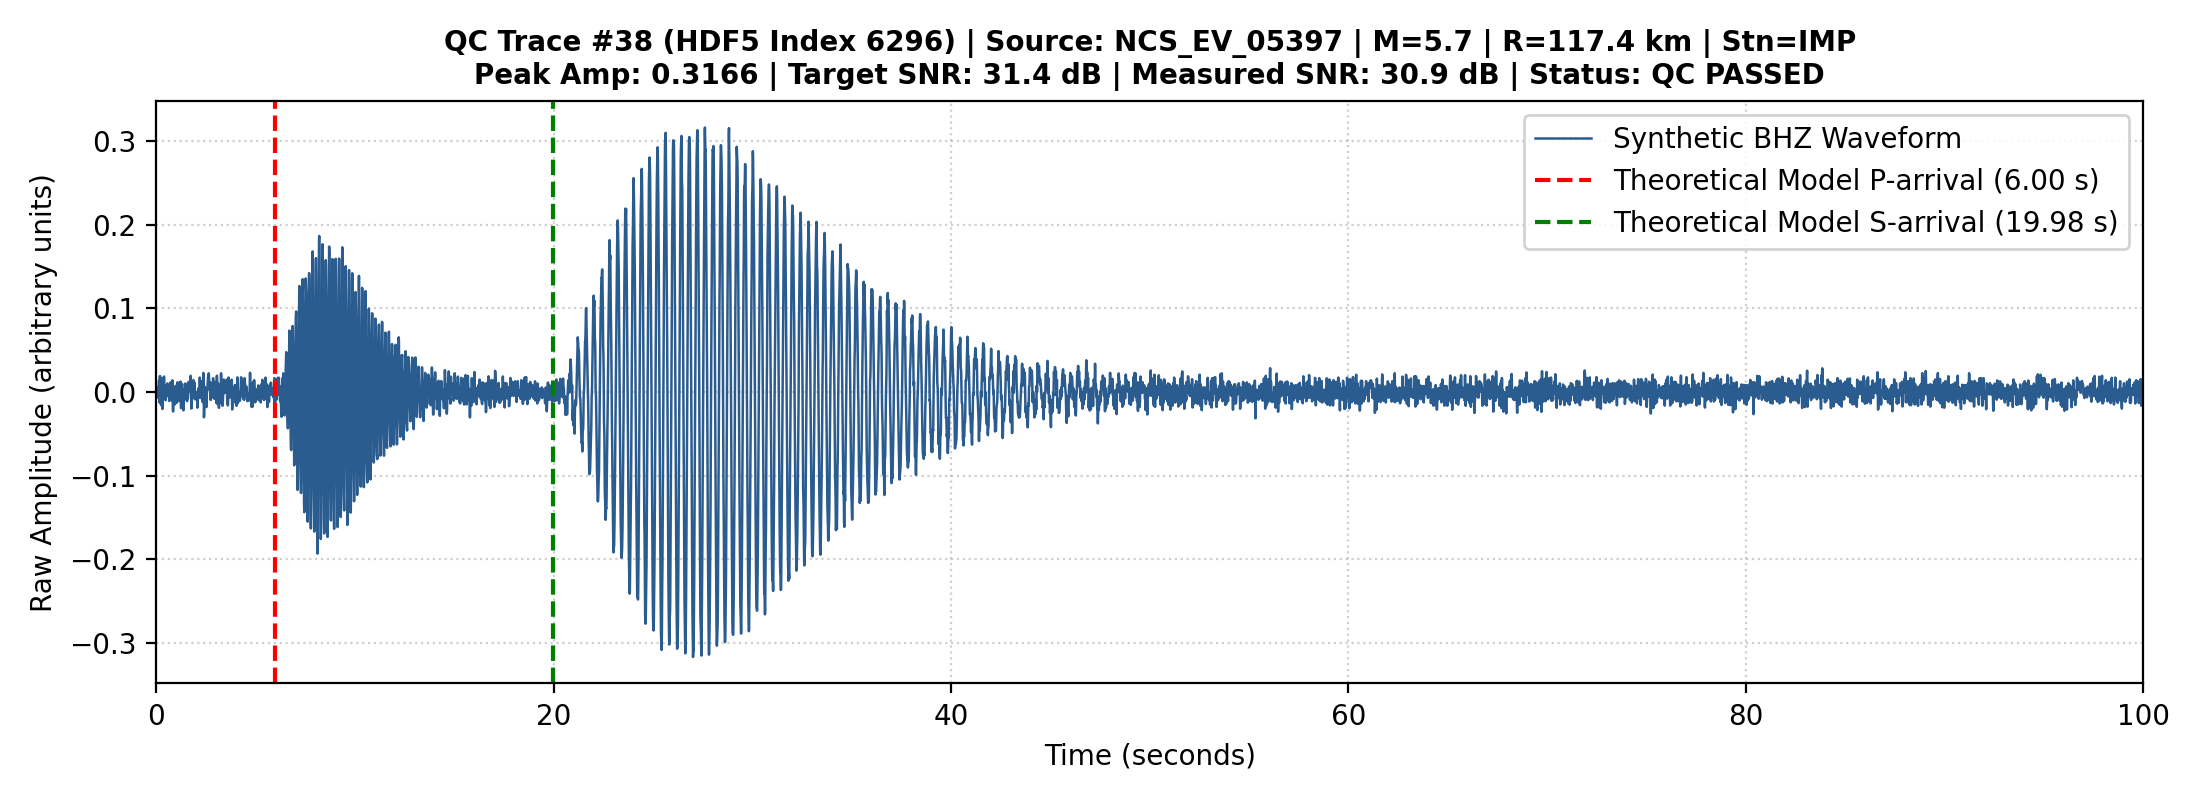 QC Trace #38 (HDF5 Index 6296) | Source: NCS_EV_05397 | M=5.7 | R=117.4 km | Stn=IMP
Peak Amp: 0.3166 | Target SNR: 31.4 dB | Measured SNR: 30.9 dB | Status: QC PASSED
Synthetic BHZ Waveform
Theoretical Model P-arrival (6.00 s)
Theoretical Model S-arrival (19.98 s)
Raw Amplitude (arbitrary units)
0.3
0.2
0.1
0.0
−0.1
−0.2
−0.3
0 20 40 60 80 100
Time (seconds)